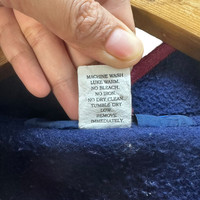 MACHINE WASH
LUKE WARM.
NO BLEACH.
NO IRON.
NO DRY CLEAN.
TUMBLE DRY
LOW.
REMOVE
IMMEDIATELY.